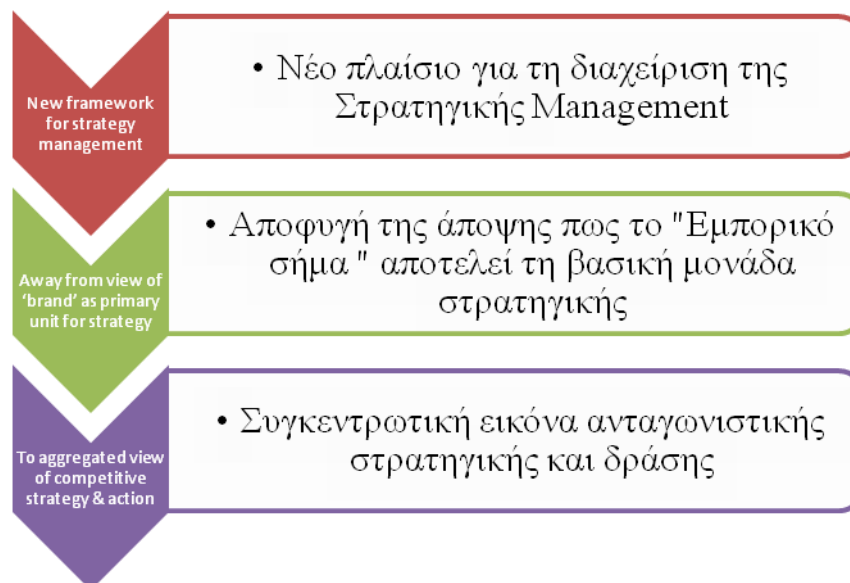 New framework
for strategy
management
• Νέο πλαίσιο για τη διαχείριση της
Στρατηγικής Management
Away from view of
‘brand’ as primary
unit for strategy
• Αποφυγή της άποψης πως το "Εμπορικό
σήμα " αποτελεί τη βασική μονάδα
στρατηγικής
To aggregated view
of competitive
strategy & action
• Συγκεντρωτική εικόνα ανταγωνιστικής
στρατηγικής και δράσης